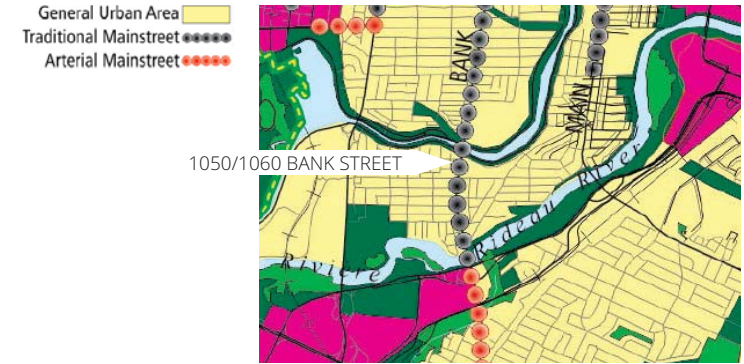 General Urban Area
Traditional Mainstreet
Arterial Mainstreet
BANK
MAIN
1050/1060 BANK STREET
Rideau River
Rivière